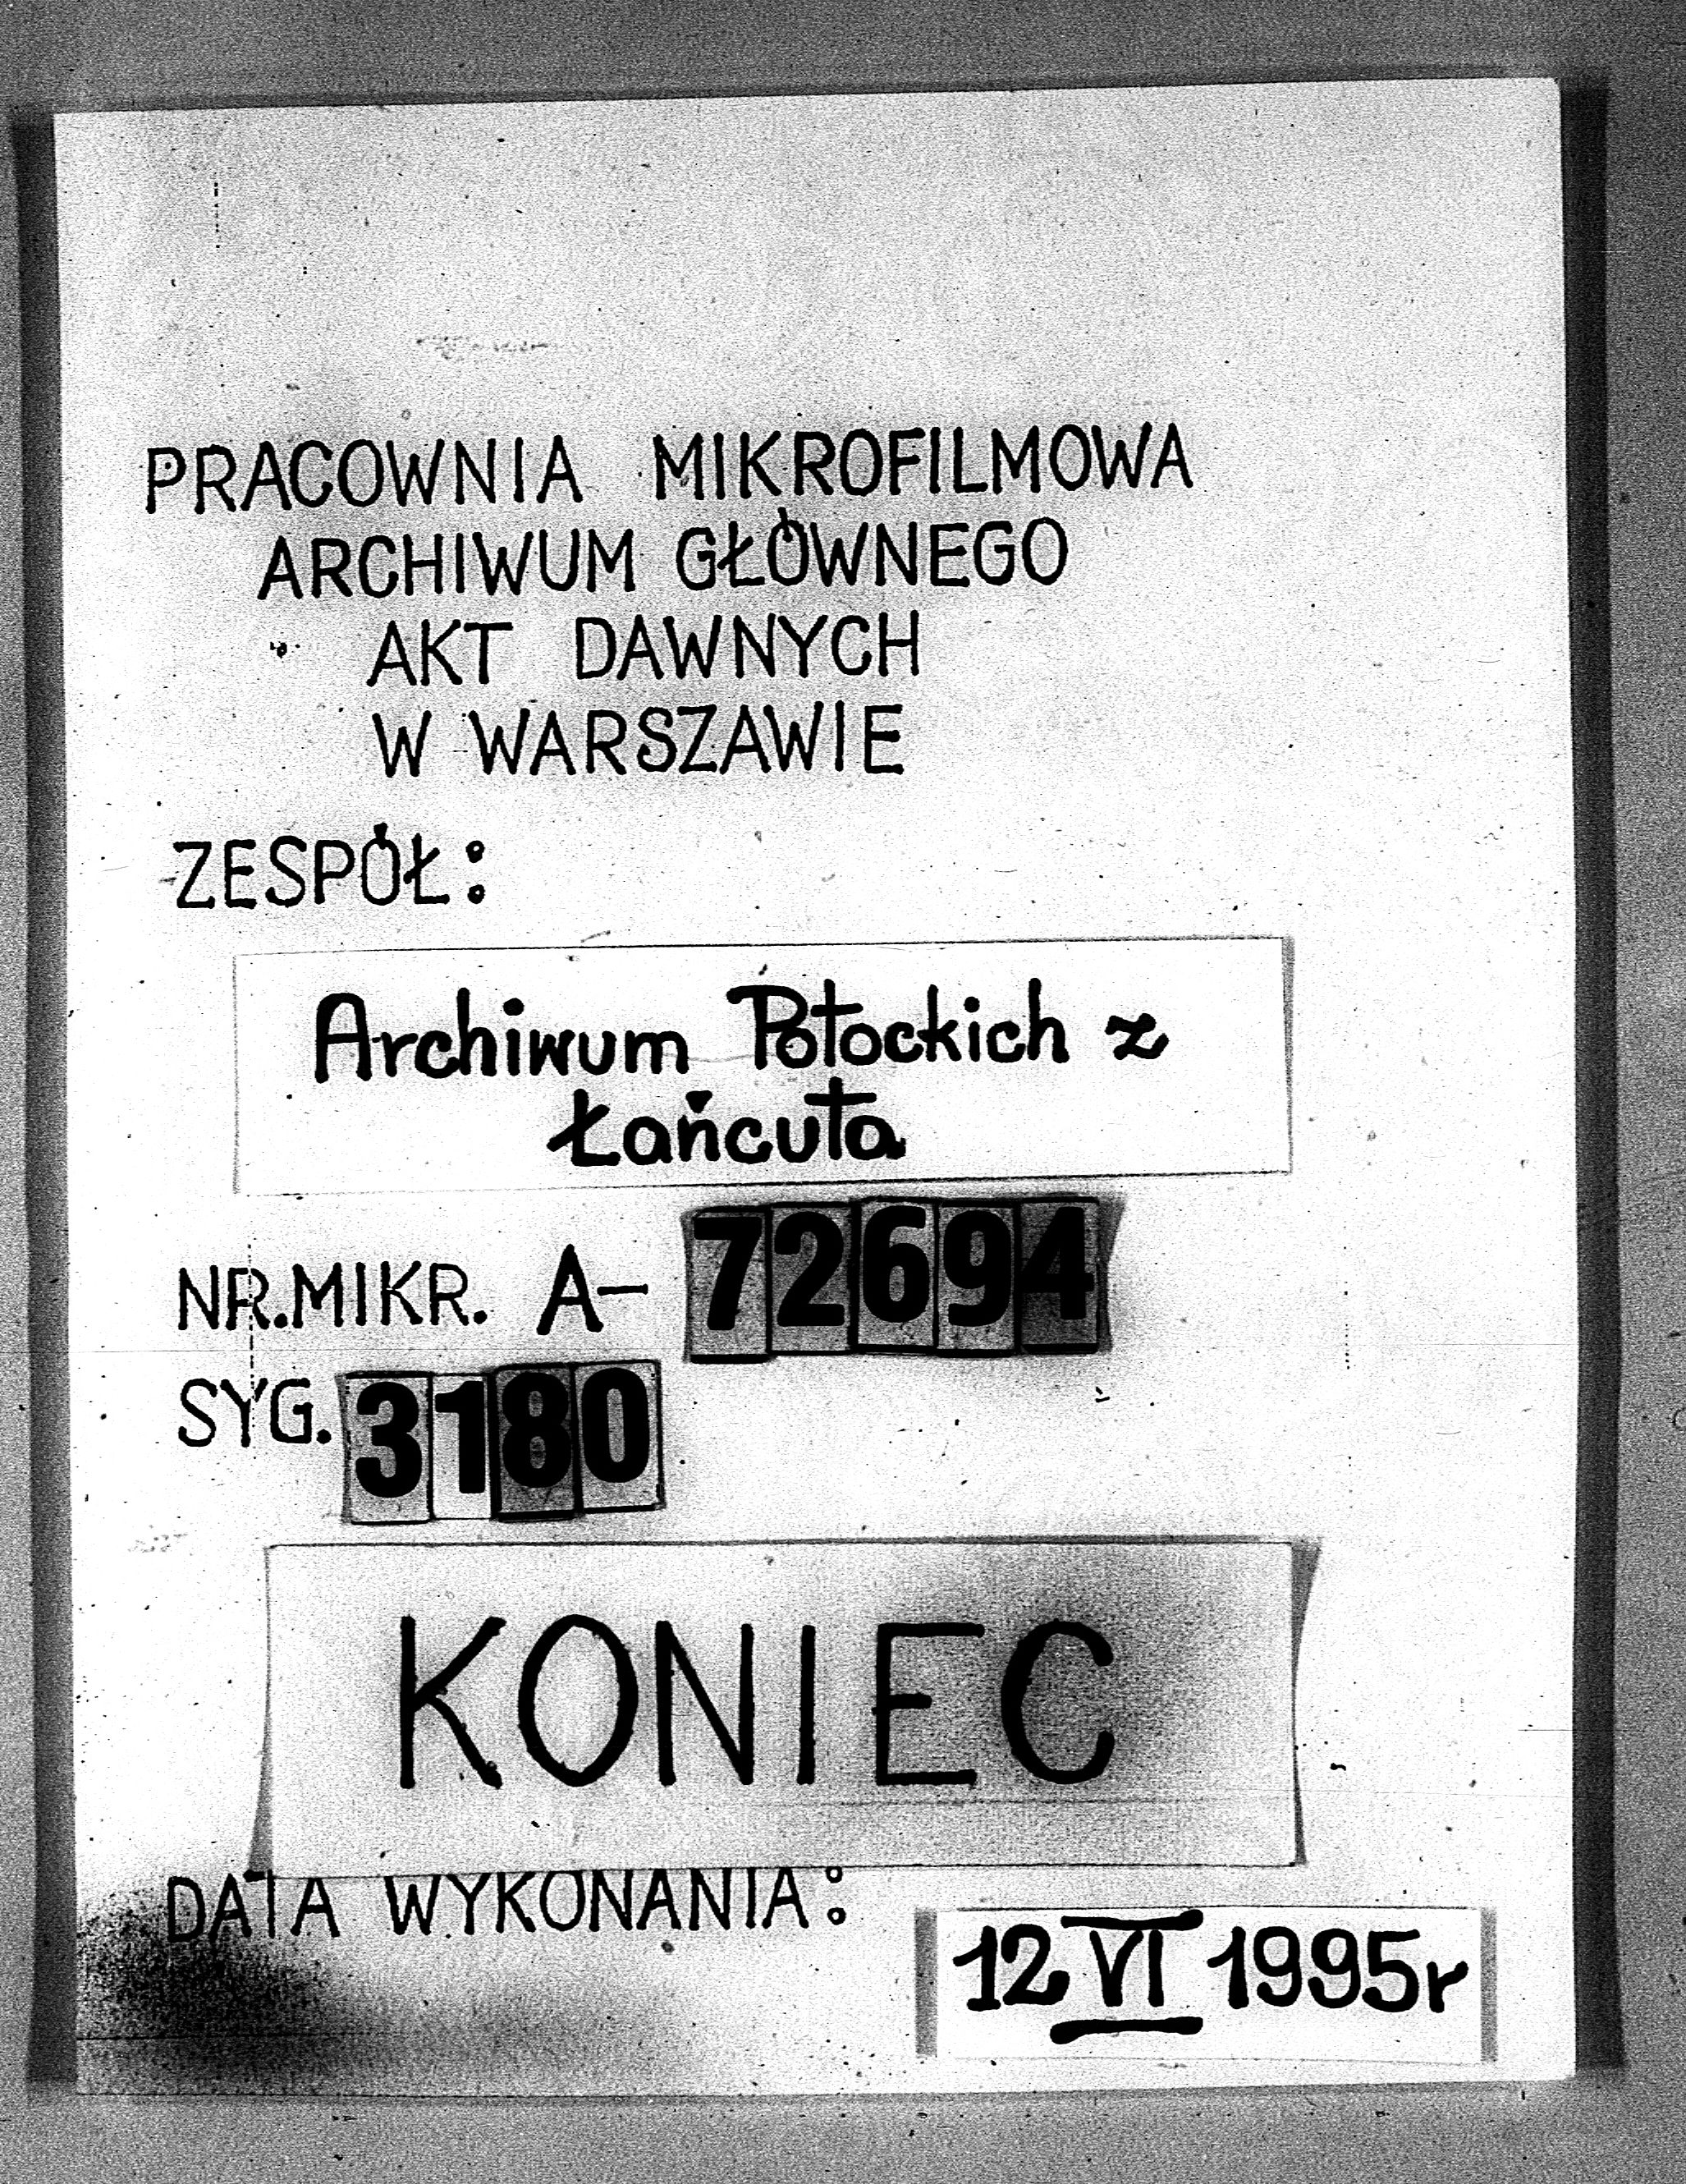 PRACOWNIA MIKROFILMOWA
ARCHIWUM GŁÓWNEGO
AKT DAWNYCH
W WARSZAWIE
ZESPÓŁ:
Archiwum Potockich z
Łańcuta
NR.MIKR. A- 72694
SYG. 3180
KONIEC
DATA WYKONANIA:
12 VI 1995r